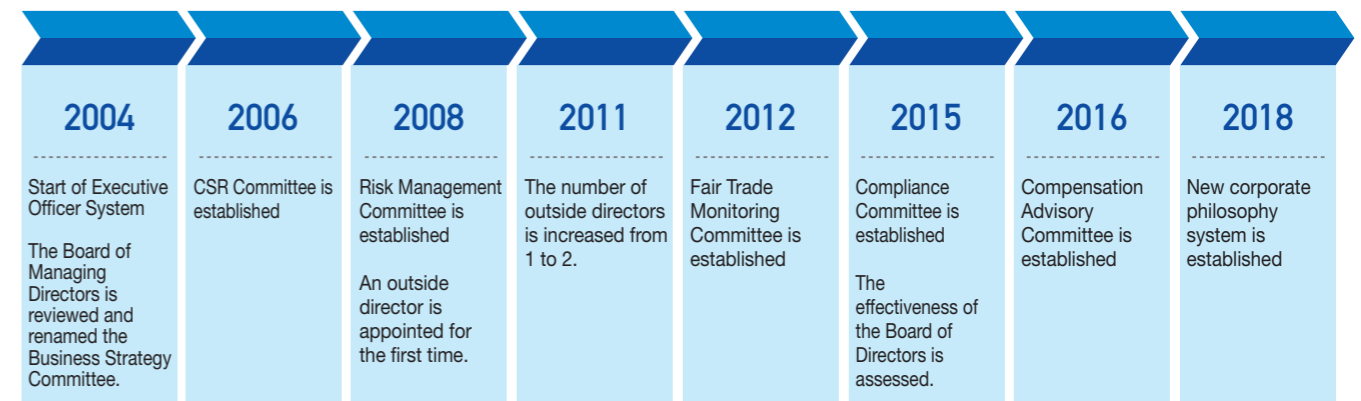 2004
Start of Executive
Officer System
The Board of
Managing
Directors is
reviewed and
renamed the
Business Strategy
Committee.
2006
CSR Committee is
established
2008
Risk Management
Committee is
established
An outside
director is
appointed for
the first time.
2011
The number of
outside directors
is increased from
1 to 2.
2012
Fair Trade
Monitoring
Committee is
established
2015
Compliance
Committee is
established
The
effectiveness of
the Board of
Directors is
assessed.
2016
Compensation
Advisory
Committee is
established
2018
New corporate
philosophy
system is
established